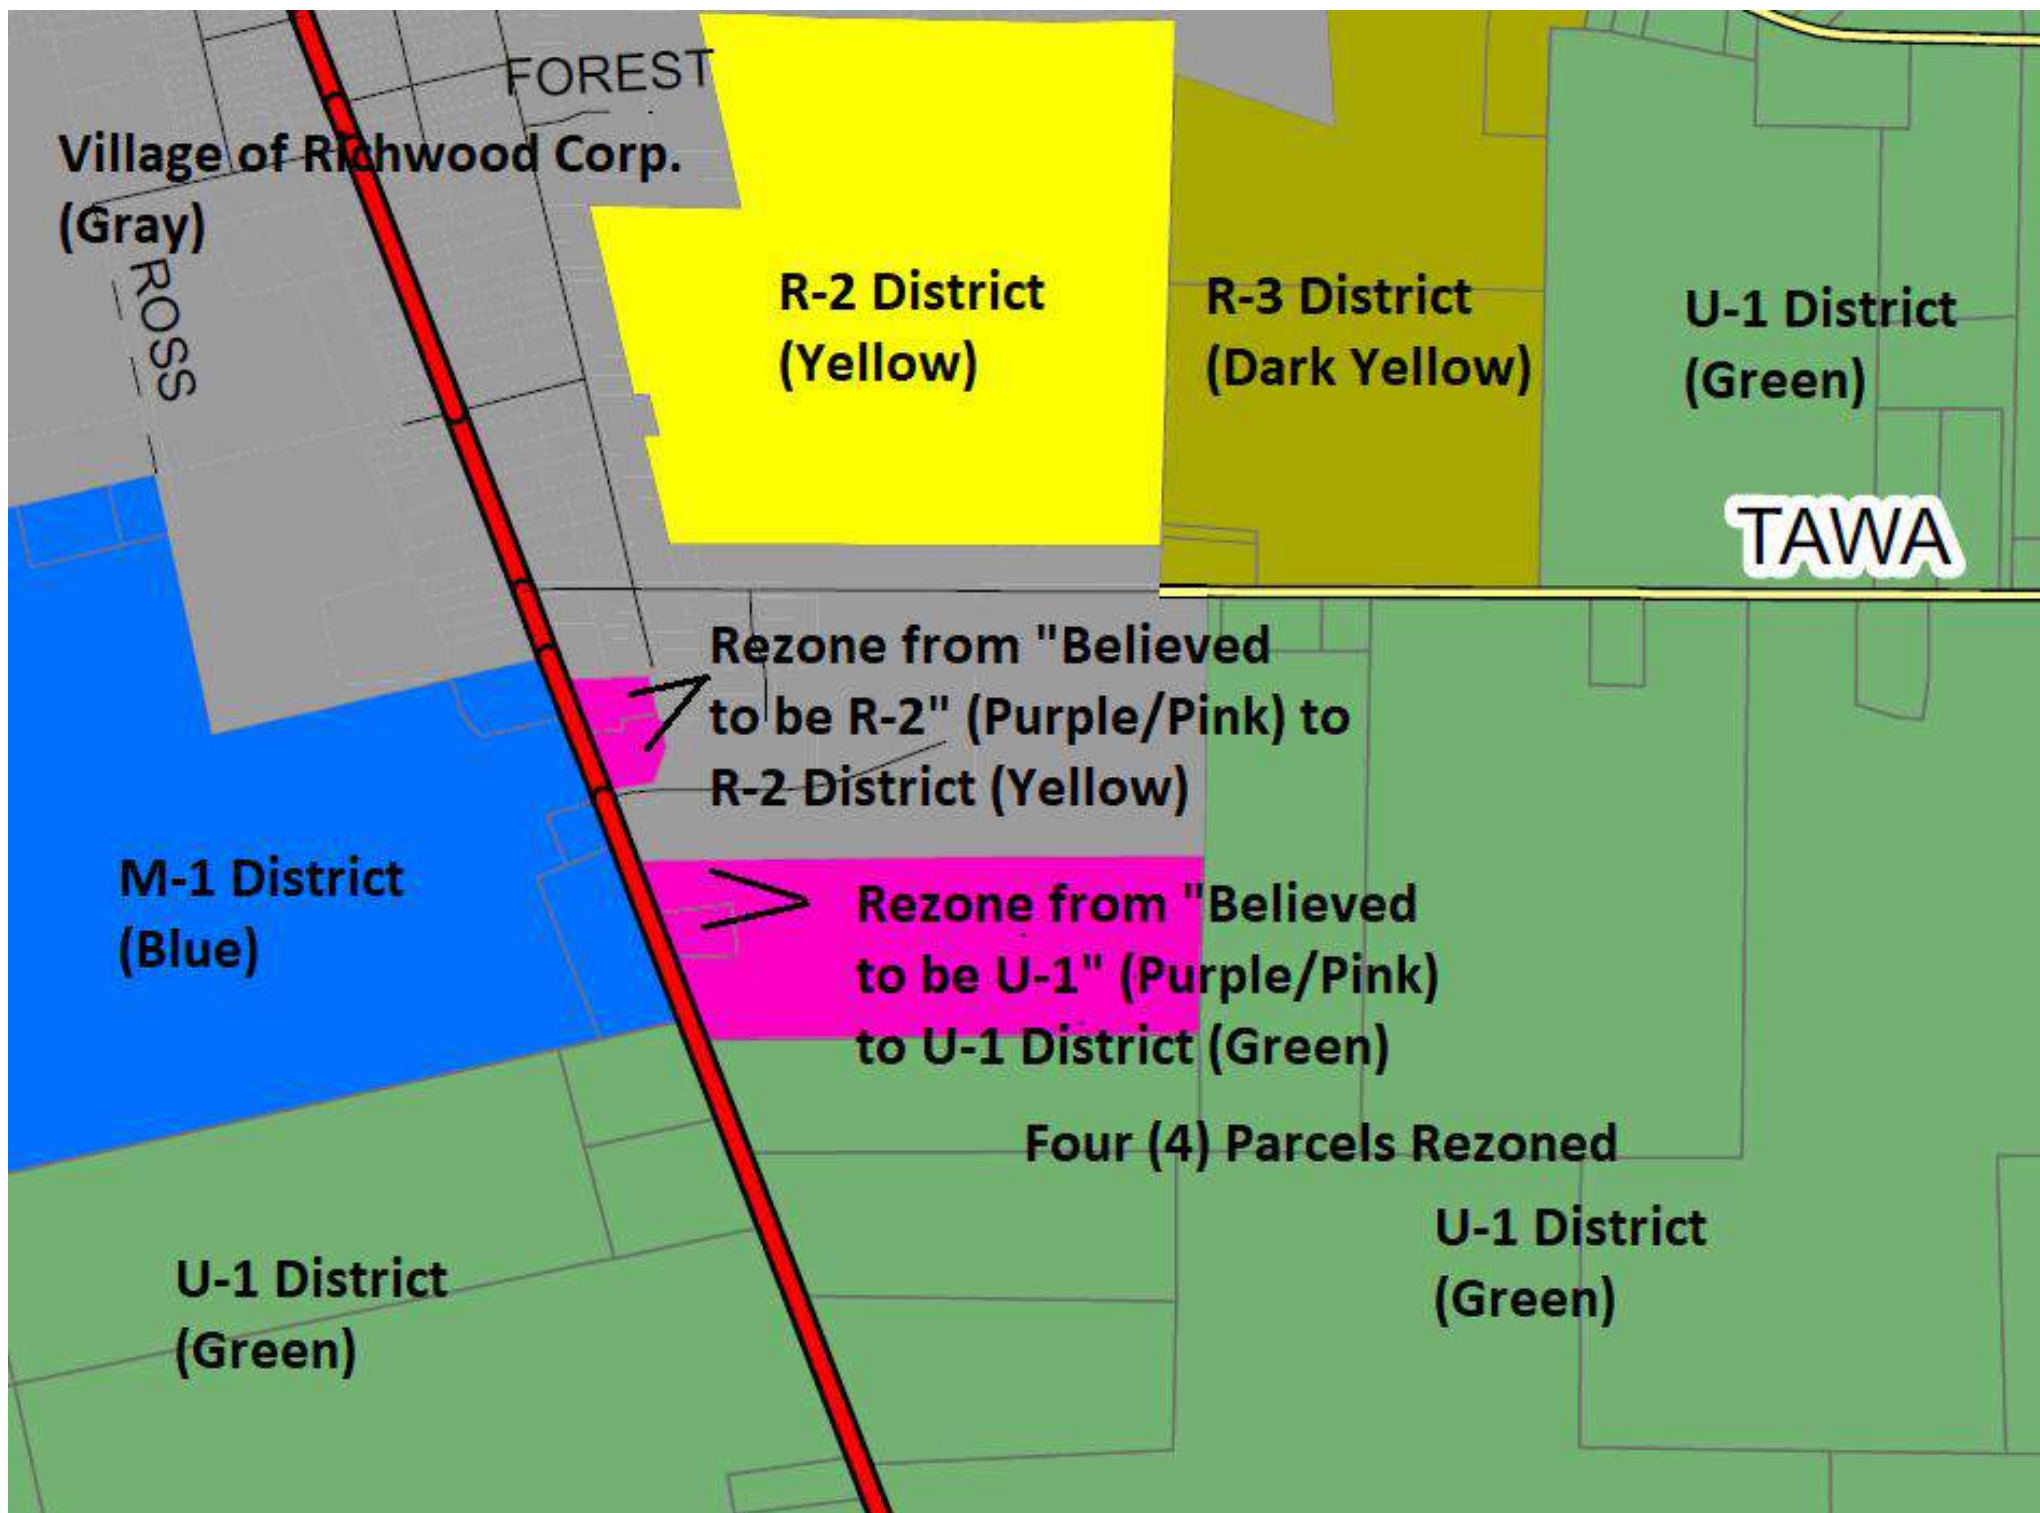 FOREST
Village of Richwood Corp.
(Gray)
ROSS
R-2 District
(Yellow)
R-3 District
(Dark Yellow)
U-1 District
(Green)
TAWA
Rezone from "Believed
to be R-2" (Purple/Pink) to
R-2 District (Yellow)
M-1 District
(Blue)
Rezone from "Believed
to be U-1" (Purple/Pink)
to U-1 District (Green)
Four (4) Parcels Rezoned
U-1 District
(Green)
U-1 District
(Green)